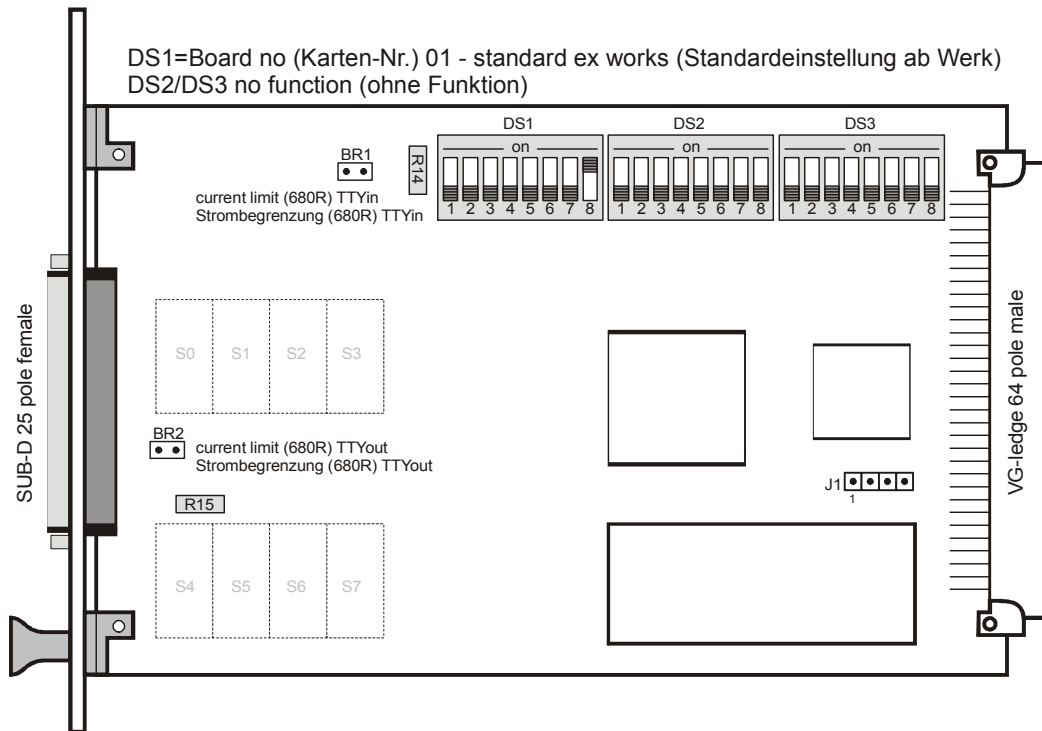 DS1=Board no (Karten-Nr.) 01 - standard ex works (Standardeinstellung ab Werk)
DS2/DS3 no function (ohne Funktion)
DS1
DS2
DS3
on
on
on
1 2 3 4 5 6 7 8
1 2 3 4 5 6 7 8
1 2 3 4 5 6 7 8
BR1
R14
current limit (680R) TTYin
Strombegrenzung (680R) TTYin
SUB-D 25 pole female
S0 S1 S2 S3
BR2
current limit (680R) TTYout
Strombegrenzung (680R) TTYout
R15
S4 S5 S6 S7
J1
1
VG-ledge 64 pole male